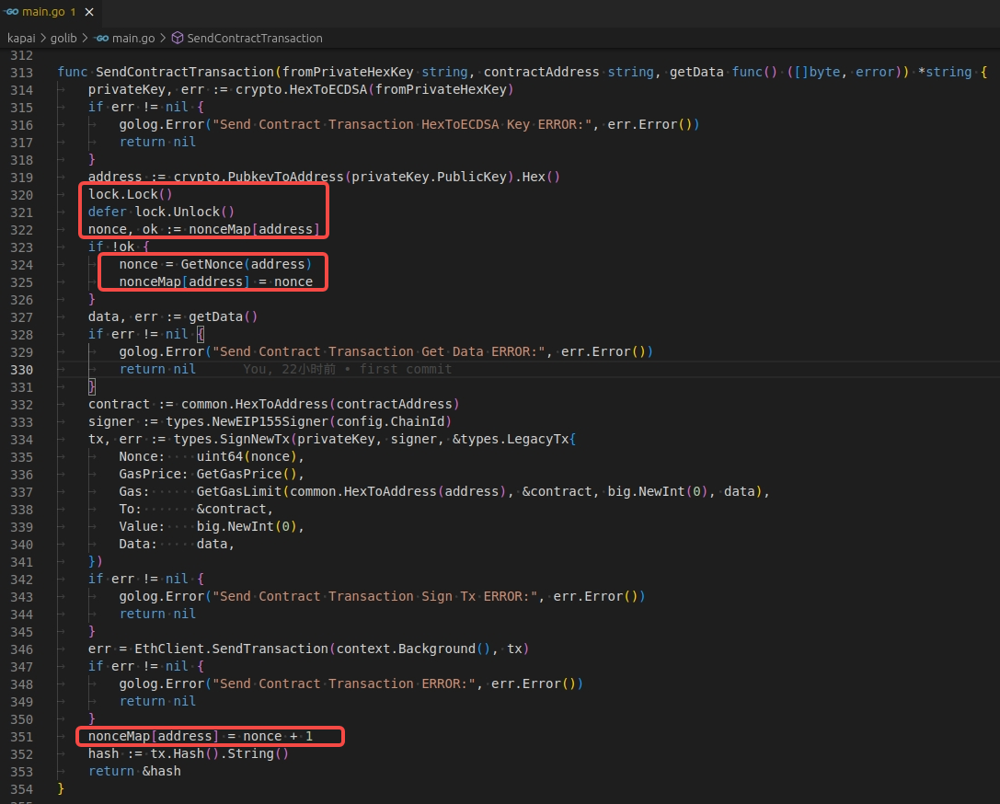 main.go 1 ×
kapai > golib > main.go > SendContractTransaction
312
313 func SendContractTransaction(fromPrivateHexKey string, contractAddress string, getData func() ([]byte, error)) *string {
314 privateKey, err := crypto.HexToECDSA(fromPrivateHexKey)
315 if err != nil {
316 golog.Error("Send Contract Transaction HexToECDSA Key ERROR:", err.Error())
317 return nil
318 }
319 address := crypto.PubkeyToAddress(privateKey.PublicKey).Hex()
320 lock.Lock()
321 defer lock.Unlock()
322 nonce, ok := nonceMap[address]
323 if !ok {
324 nonce = GetNonce(address)
325 nonceMap[address] = nonce
326 }
327 data, err := getData()
328 if err != nil {
329 golog.Error("Send Contract Transaction Get Data ERROR:", err.Error())
330 return nil You, 22小时前 • first commit
331 }
332 contract := common.HexToAddress(contractAddress)
333 signer := types.NewEIP155Signer(config.ChainId)
334 tx, err := types.SignNewTx(privateKey, signer, &types.LegacyTx{
335 Nonce: uint64(nonce),
336 GasPrice: GetGasPrice(),
337 Gas: GetGasLimit(common.HexToAddress(address), &contract, big.NewInt(0), data),
338 To: &contract,
339 Value: big.NewInt(0),
340 Data: data,
341 })
342 if err != nil {
343 golog.Error("Send Contract Transaction Sign Tx ERROR:", err.Error())
344 return nil
345 }
346 err = EthClient.SendTransaction(context.Background(), tx)
347 if err != nil {
348 golog.Error("Send Contract Transaction ERROR:", err.Error())
349 return nil
350 }
351 nonceMap[address] = nonce + 1
352 hash := tx.Hash().String()
353 return &hash
354 }